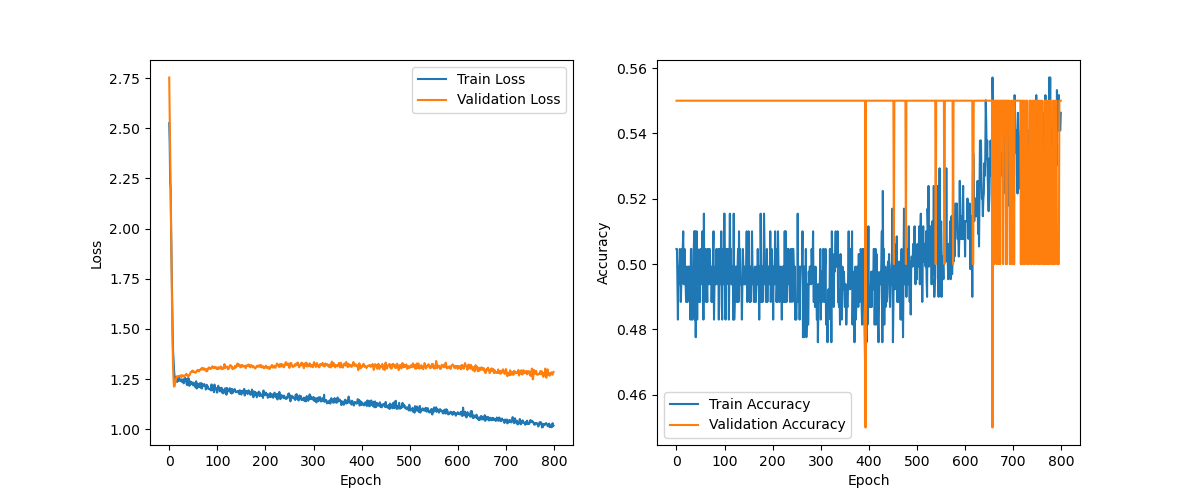 2.75
2.50
2.25
2.00
1.75
1.50
1.25
1.00
Loss
0 100 200 300 400 500 600 700 800
Epoch
Train Loss
Validation Loss
0.56
0.54
0.52
0.50
0.48
0.46
Accuracy
0 100 200 300 400 500 600 700 800
Epoch
Train Accuracy
Validation Accuracy